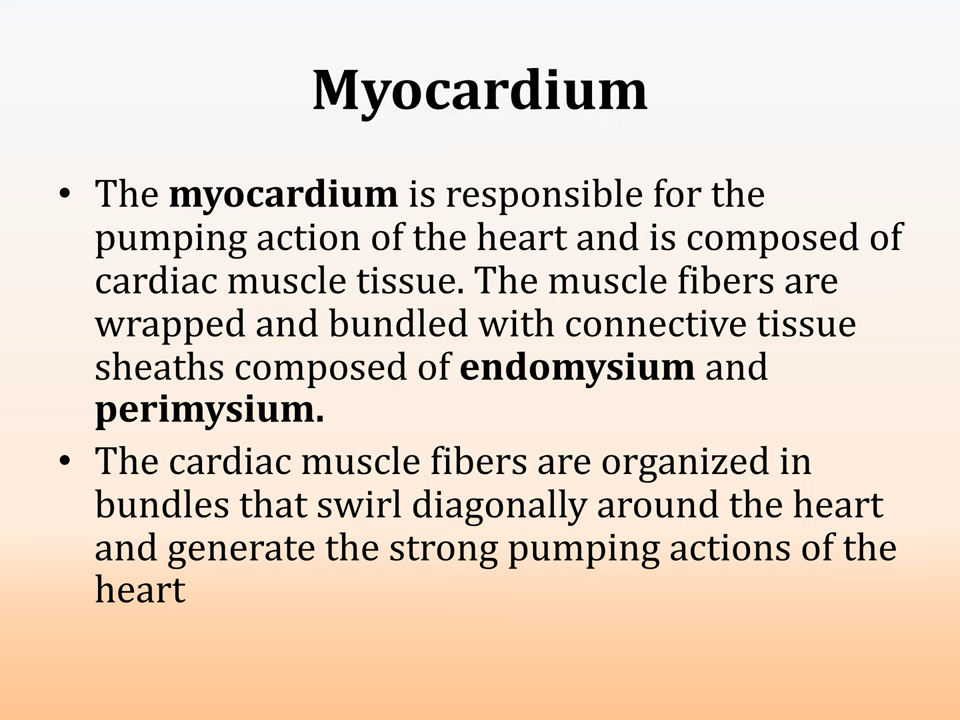 Myocardium
• The myocardium is responsible for the
pumping action of the heart and is composed of
cardiac muscle tissue. The muscle fibers are
wrapped and bundled with connective tissue
sheaths composed of endomysium and
perimysium.
• The cardiac muscle fibers are organized in
bundles that swirl diagonally around the heart
and generate the strong pumping actions of the
heart